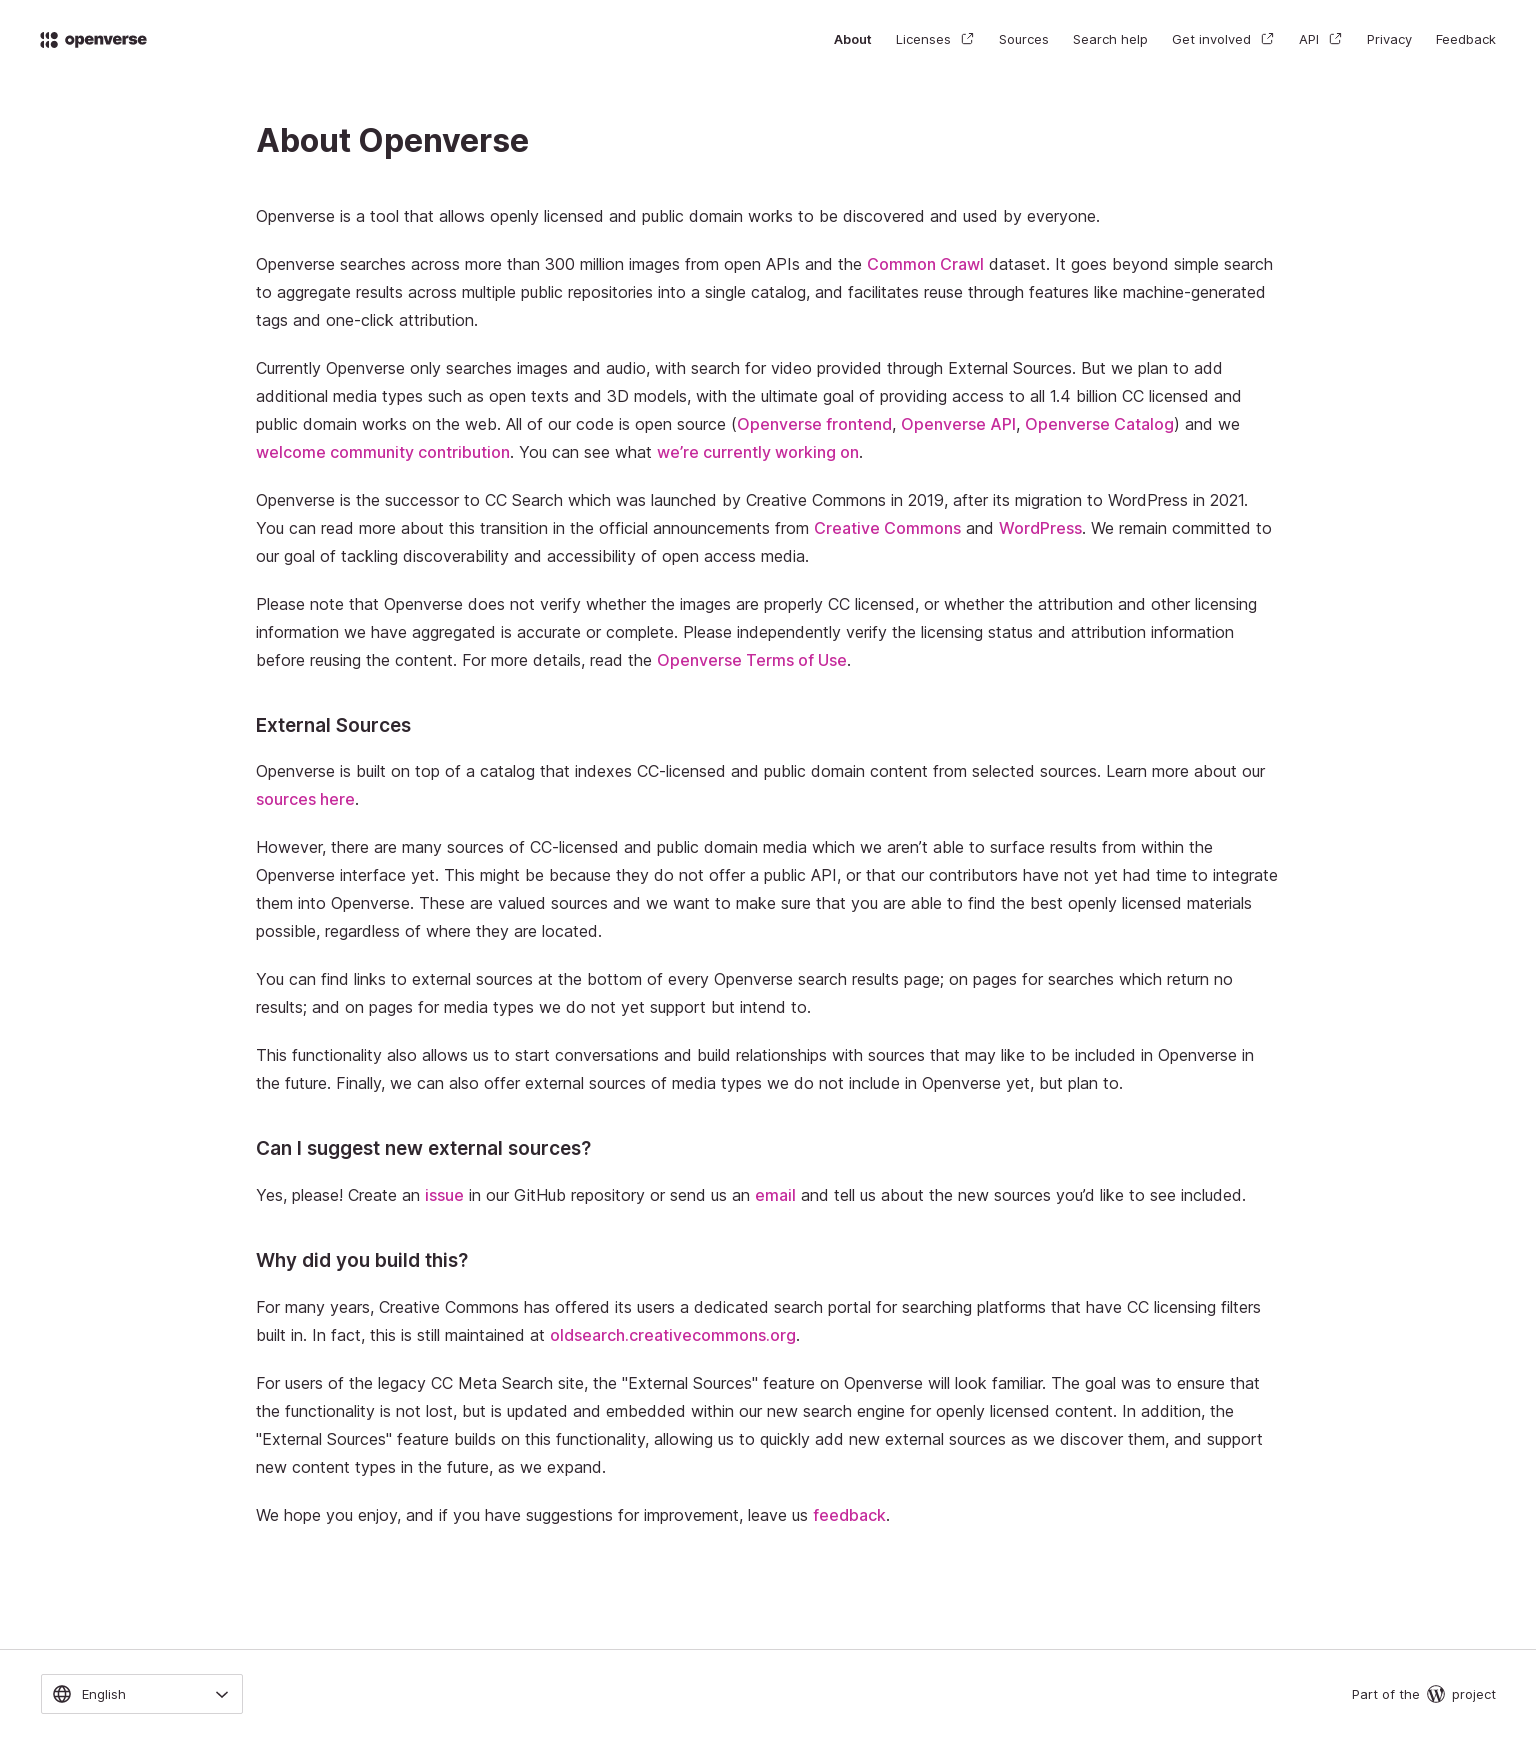 openverse
About Licenses Sources Search help Get involved API Privacy Feedback
About Openverse
Openverse is a tool that allows openly licensed and public domain works to be discovered and used by everyone.
Openverse searches across more than 300 million images from open APIs and the Common Crawl dataset. It goes beyond simple search
to aggregate results across multiple public repositories into a single catalog, and facilitates reuse through features like machine-generated
tags and one-click attribution.
Currently Openverse only searches images and audio, with search for video provided through External Sources. But we plan to add
additional media types such as open texts and 3D models, with the ultimate goal of providing access to all 1.4 billion CC licensed and
public domain works on the web. All of our code is open source (Openverse frontend, Openverse API, Openverse Catalog) and we
welcome community contribution. You can see what we’re currently working on.
Openverse is the successor to CC Search which was launched by Creative Commons in 2019, after its migration to WordPress in 2021.
You can read more about this transition in the official announcements from Creative Commons and WordPress. We remain committed to
our goal of tackling discoverability and accessibility of open access media.
Please note that Openverse does not verify whether the images are properly CC licensed, or whether the attribution and other licensing
information we have aggregated is accurate or complete. Please independently verify the licensing status and attribution information
before reusing the content. For more details, read the Openverse Terms of Use.
External Sources
Openverse is built on top of a catalog that indexes CC-licensed and public domain content from selected sources. Learn more about our
sources here.
However, there are many sources of CC-licensed and public domain media which we aren’t able to surface results from within the
Openverse interface yet. This might be because they do not offer a public API, or that our contributors have not yet had time to integrate
them into Openverse. These are valued sources and we want to make sure that you are able to find the best openly licensed materials
possible, regardless of where they are located.
You can find links to external sources at the bottom of every Openverse search results page; on pages for searches which return no
results; and on pages for media types we do not yet support but intend to.
This functionality also allows us to start conversations and build relationships with sources that may like to be included in Openverse in
the future. Finally, we can also offer external sources of media types we do not include in Openverse yet, but plan to.
Can I suggest new external sources?
Yes, please! Create an issue in our GitHub repository or send us an email and tell us about the new sources you’d like to see included.
Why did you build this?
For many years, Creative Commons has offered its users a dedicated search portal for searching platforms that have CC licensing filters
built in. In fact, this is still maintained at oldsearch.creativecommons.org.
For users of the legacy CC Meta Search site, the "External Sources" feature on Openverse will look familiar. The goal was to ensure that
the functionality is not lost, but is updated and embedded within our new search engine for openly licensed content. In addition, the
"External Sources" feature builds on this functionality, allowing us to quickly add new external sources as we discover them, and support
new content types in the future, as we expand.
We hope you enjoy, and if you have suggestions for improvement, leave us feedback.
English
Part of the project